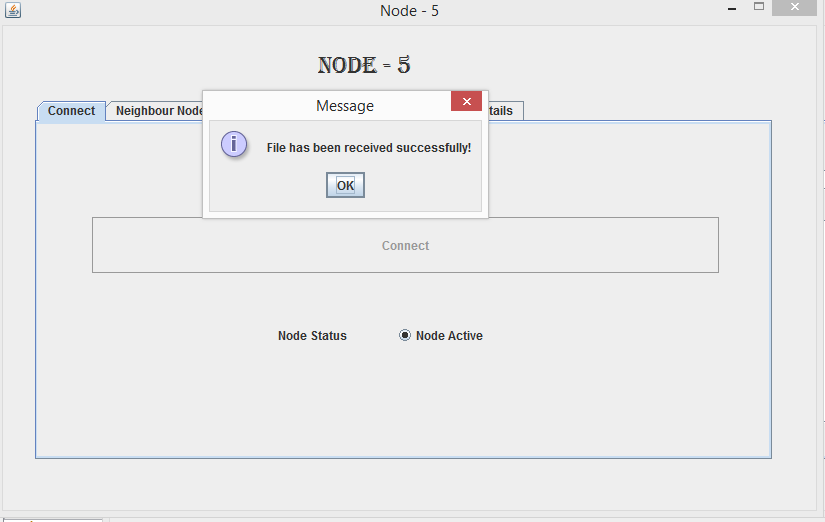 Node - 5
NODE - 5
Connect
Neighbour Node
tails
Message
File has been received successfully!
OK
Connect
Node Status
Node Active